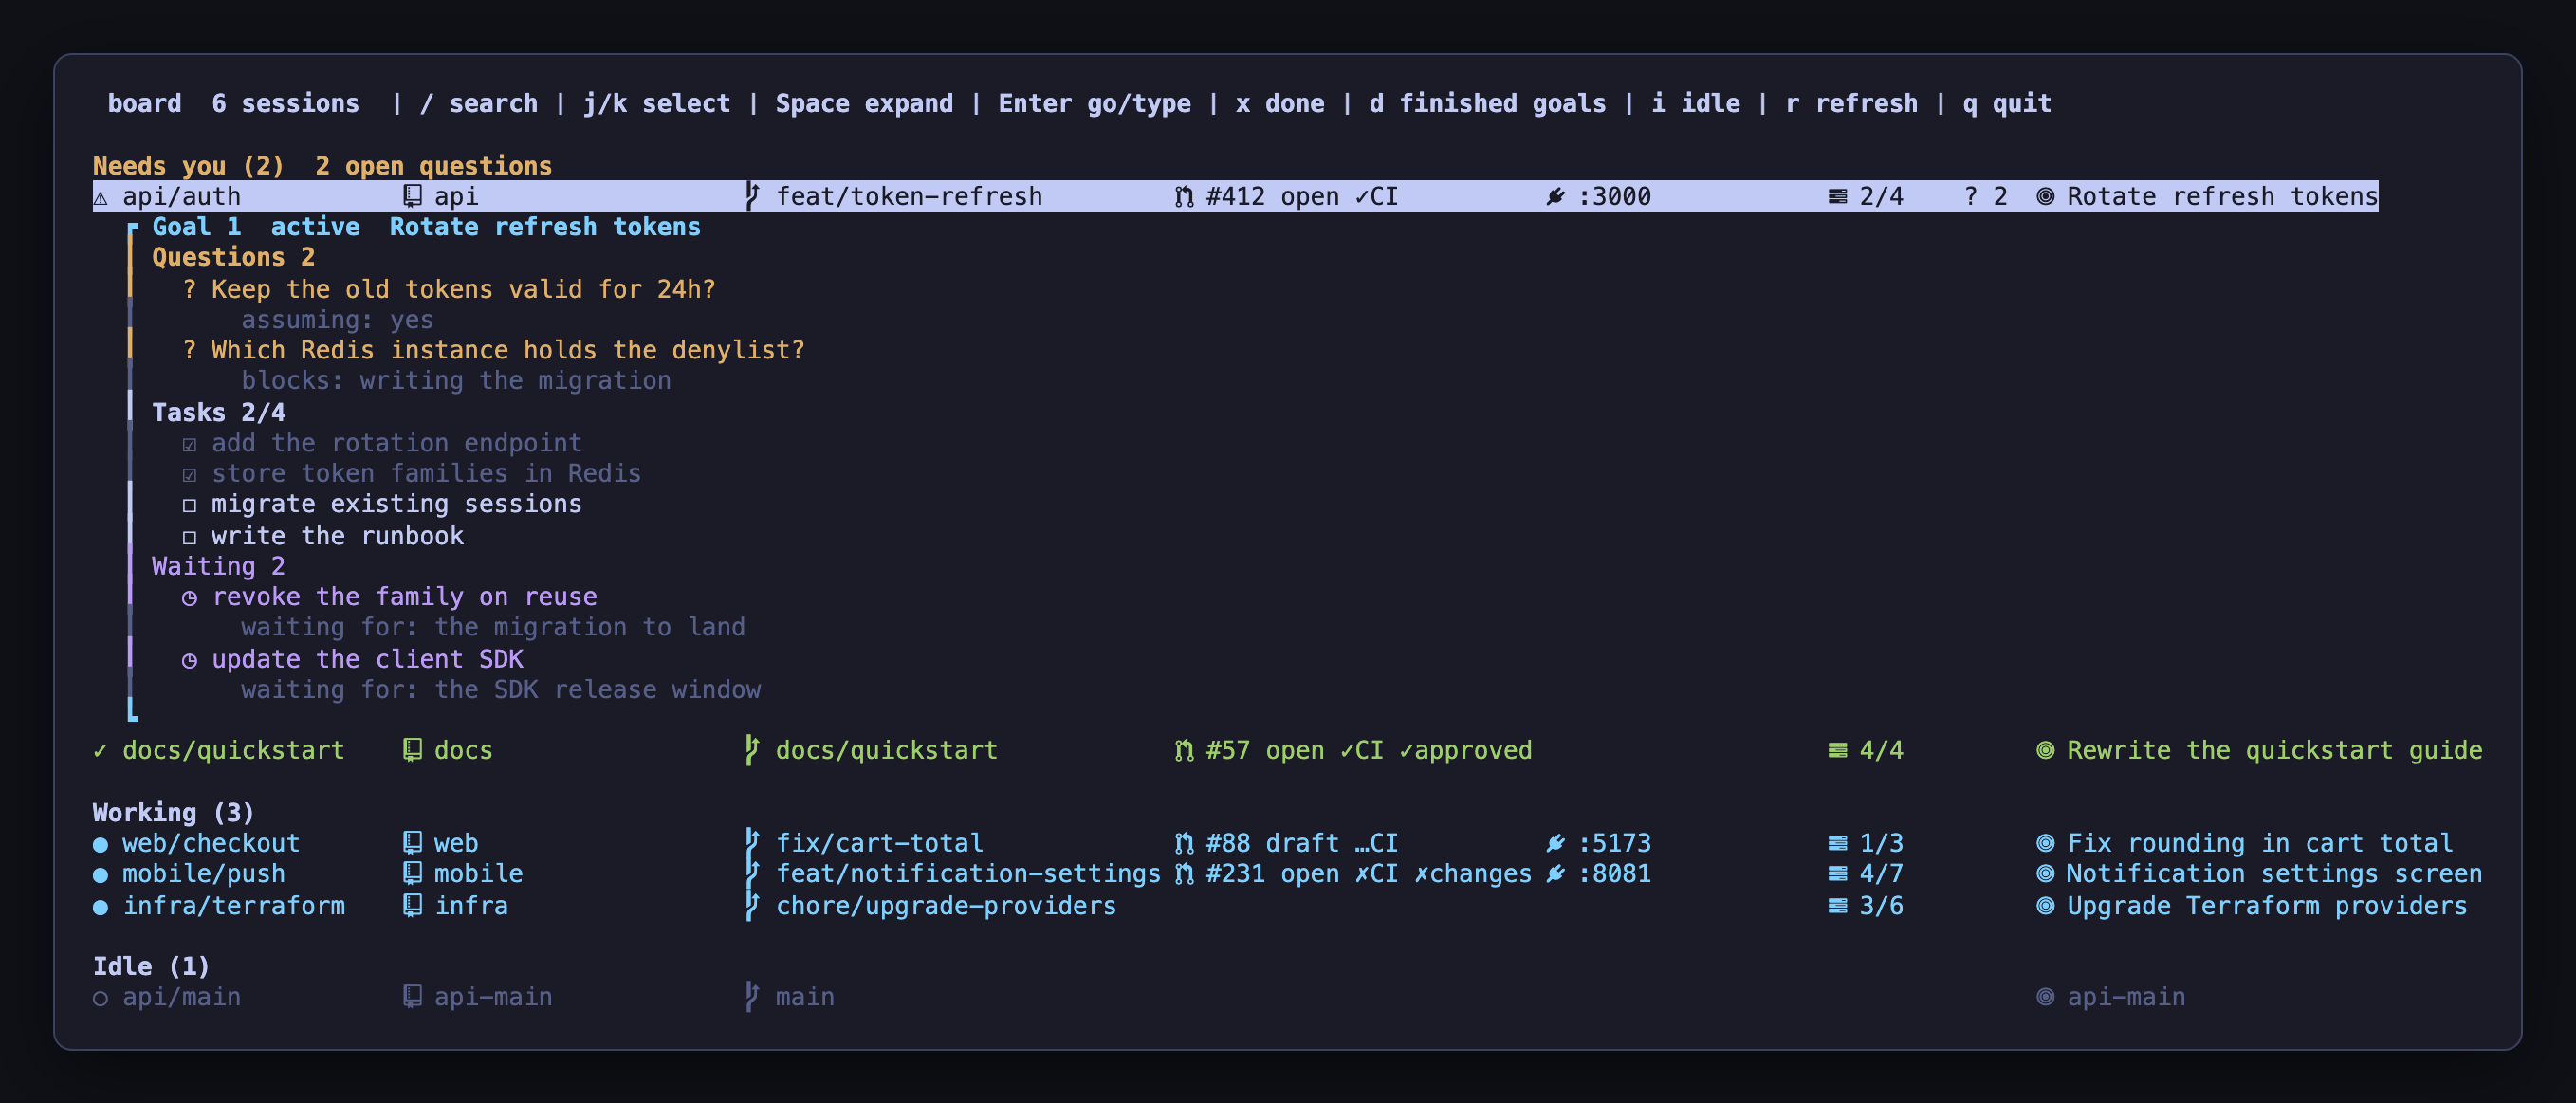 board  6 sessions  | / search | j/k select | Space expand | Enter go/type | x done | d finished goals | i idle | r refresh | q quit
Needs you (2)  2 open questions
⚠ api/auth  api  feat/token-refresh  #412 open ✓CI  :3000  2/4  ? 2  Rotate refresh tokens
Goal 1  active  Rotate refresh tokens
Questions 2
? Keep the old tokens valid for 24h?
assuming: yes
? Which Redis instance holds the denylist?
blocks: writing the migration
Tasks 2/4
☑ add the rotation endpoint
☑ store token families in Redis
☐ migrate existing sessions
☐ write the runbook
Waiting 2
◷ revoke the family on reuse
waiting for: the migration to land
◷ update the client SDK
waiting for: the SDK release window
✓ docs/quickstart  docs  docs/quickstart  #57 open ✓CI ✓approved  4/4  Rewrite the quickstart guide
Working (3)
● web/checkout  web  fix/cart-total  #88 draft …CI  :5173  1/3  Fix rounding in cart total
● mobile/push  mobile  feat/notification-settings  #231 open ✗CI ✗changes  :8081  4/7  Notification settings screen
● infra/terraform  infra  chore/upgrade-providers  3/6  Upgrade Terraform providers
Idle (1)
○ api/main  api-main  main  api-main